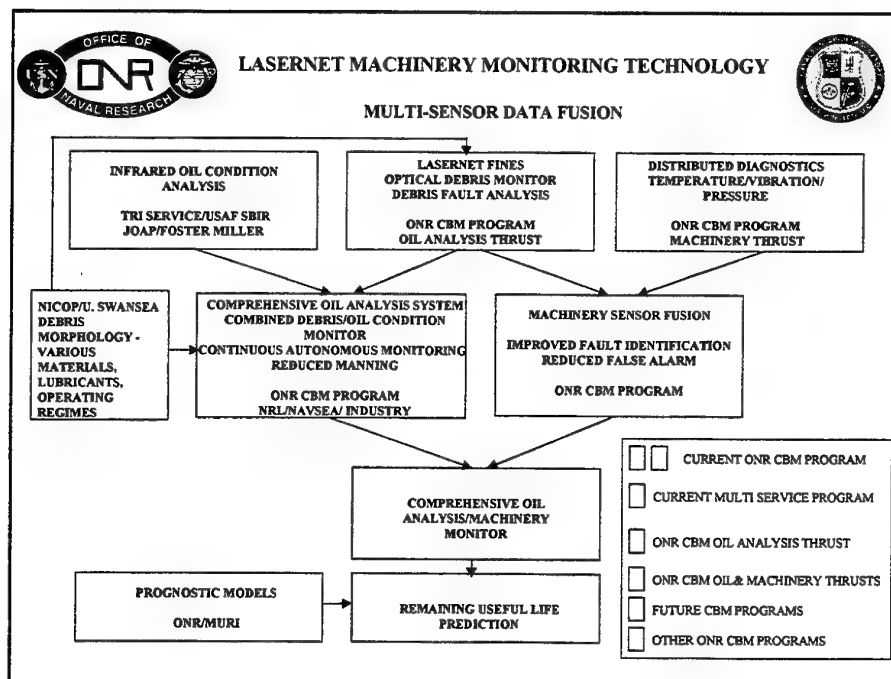 OFFICE OF
ONR
NAVAL RESEARCH
LASERNET MACHINERY MONITORING TECHNOLOGY
MULTI-SENSOR DATA FUSION
INFRARED OIL CONDITION
ANALYSIS
TRI SERVICE/USAF SBIR
JOAP/FOSTER MILLER
LASERNET FINES
OPTICAL DEBRIS MONITOR
DEBRIS FAULT ANALYSIS
ONR CBM PROGRAM
OIL ANALYSIS THRUST
DISTRIBUTED DIAGNOSTICS
TEMPERATURE/VIBRATION/
PRESSURE
ONR CBM PROGRAM
MACHINERY THRUST
NICOP/U. SWANSEA
DEBRIS
MORPHOLOGY -
VARIOUS
MATERIALS,
LUBRICANTS,
OPERATING
REGIMES
COMPREHENSIVE OIL ANALYSIS SYSTEM
COMBINED DEBRIS/OIL CONDITION
MONITOR
CONTINUOUS AUTONOMOUS MONITORING
REDUCED MANNING
ONR CBM PROGRAM
NRL/NAVSEA/ INDUSTRY
MACHINERY SENSOR FUSION
IMPROVED FAULT IDENTIFICATION
REDUCED FALSE ALARM
ONR CBM PROGRAM
COMPREHENSIVE OIL
ANALYSIS/MACHINERY
MONITOR
PROGNOSTIC MODELS
ONR/MURI
REMAINING USEFUL LIFE
PREDICTION
CURRENT ONR CBM PROGRAM
CURRENT MULTI SERVICE PROGRAM
ONR CBM OIL ANALYSIS THRUST
ONR CBM OIL& MACHINERY THRUSTS
FUTURE CBM PROGRAMS
OTHER ONR CBM PROGRAMS